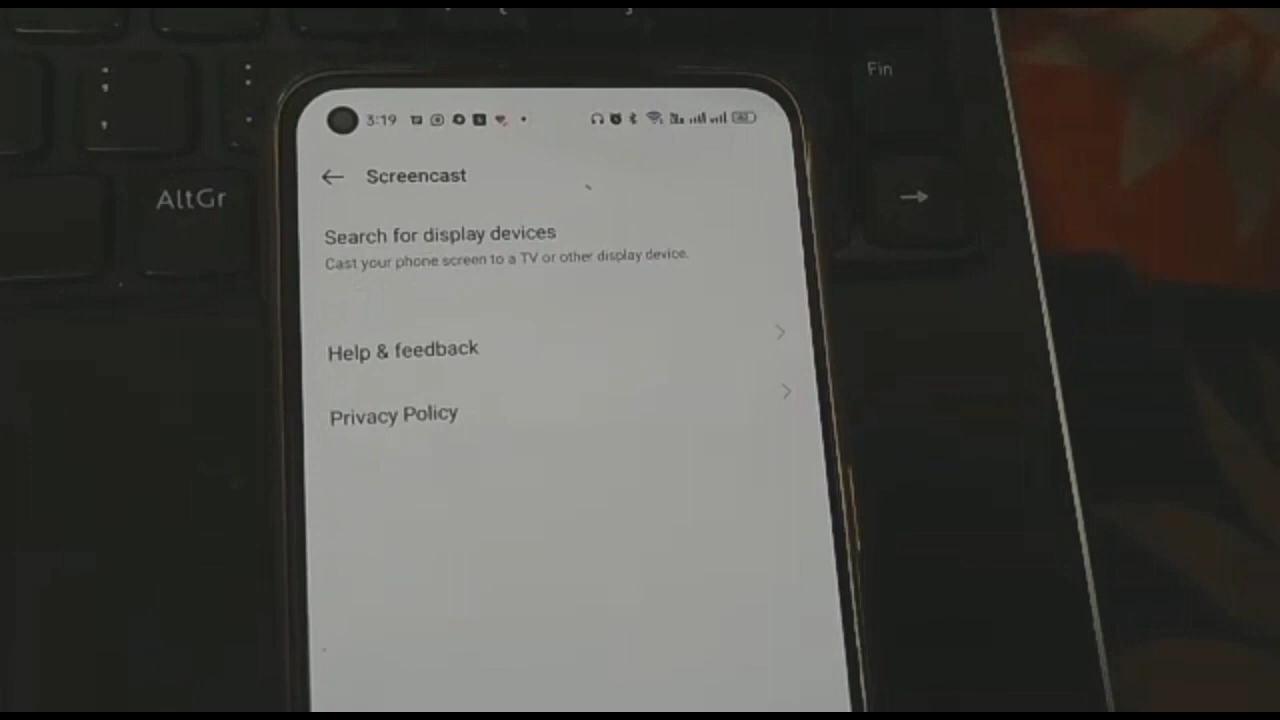 Fin
;
,
:
.
AltGr
→
3:19
← Screencast
Search for display devices
Cast your phone screen to a TV or other display device.
Help & feedback
Privacy Policy